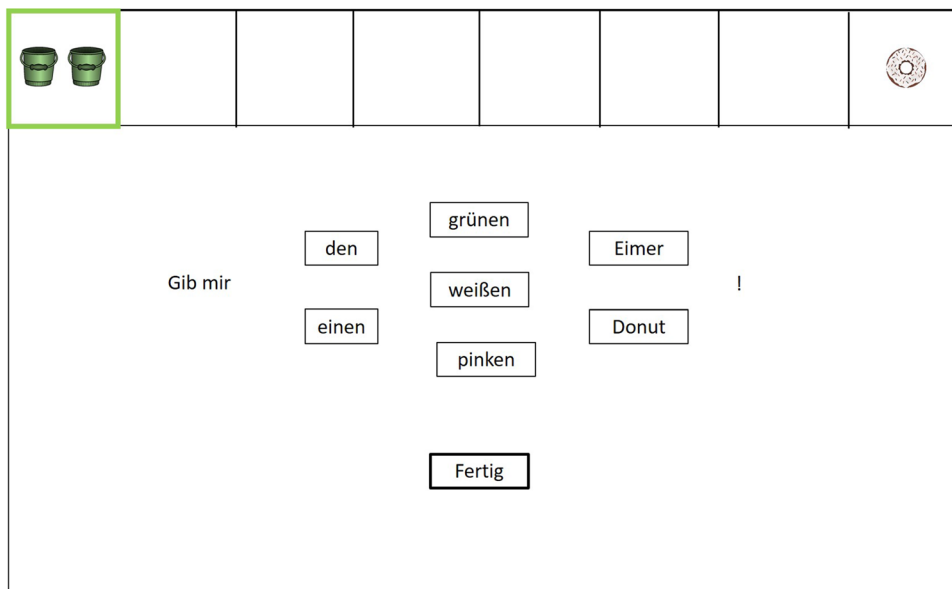 grünen
den
Eimer
Gib mir
weißen
!
einen
Donut
pinken
Fertig